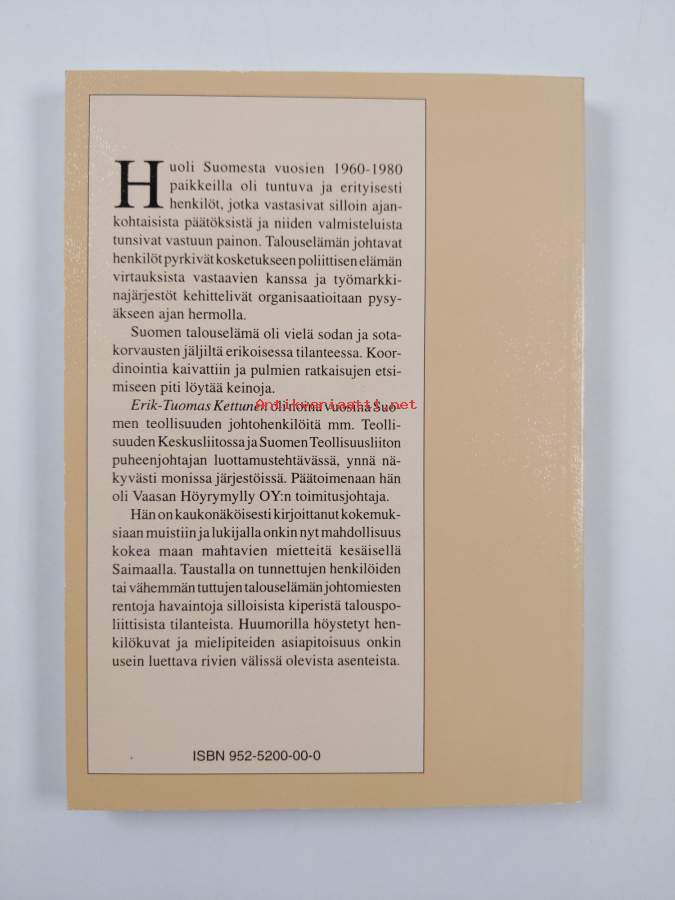 Huoli Suomesta vuosien 1960-1980
paikkeilla oli tuntuva ja erityisesti
henkilöt, jotka vastasivat silloin ajan-
kohtaisista päätöksistä ja niiden valmisteluista
tunsivat vastuun painon. Talouselämän johtavat
henkilöt pyrkivät kosketukseen poliittisen elämän
virtauksista vastaavien kanssa ja työmarkki-
najärjestöt kehittelivät organisaatioitaan pysy-
äkseen ajan hermolla.
Suomen talouselämä oli vielä sodan ja sota-
korvausten jäljiltä erikoisessa tilanteessa. Koor-
dinointia kaivattiin ja pulmien ratkaisujen etsi-
miseen piti löytää keinoja.
Antikvariaatti.net
Erik-Tuomas Kettunen oli noina vuosina Suo-
men teollisuuden johtohenkilöitä mm. Teolli-
suuden Keskusliitossa ja Suomen Teollisuusliiton
puheenjohtajan luottamustehtävässä, ynnä nä-
kyvästi monissa järjestöissä. Päätoimenaan hän
oli Vaasan Höyrymylly OY:n toimitusjohtaja.
Hän on kaukonäköisesti kirjoittanut kokemuk-
siaan muistiin ja lukijalla onkin nyt mahdollisuus
kokea maan mahtavien mietteitä kesäisellä
Saimaalla. Taustalla on tunnettujen henkilöiden
tai vähemmän tuttujen talouselämän johtomiesten
rentoja havaintoja silloisista kiperistä talouspo-
liittisista tilanteista. Huumorilla höystetyt hen-
kilökuvat ja mielipiteiden asiapitoisuus onkin
usein luettava rivien välissä olevista asenteista.
ISBN 952-5200-00-0